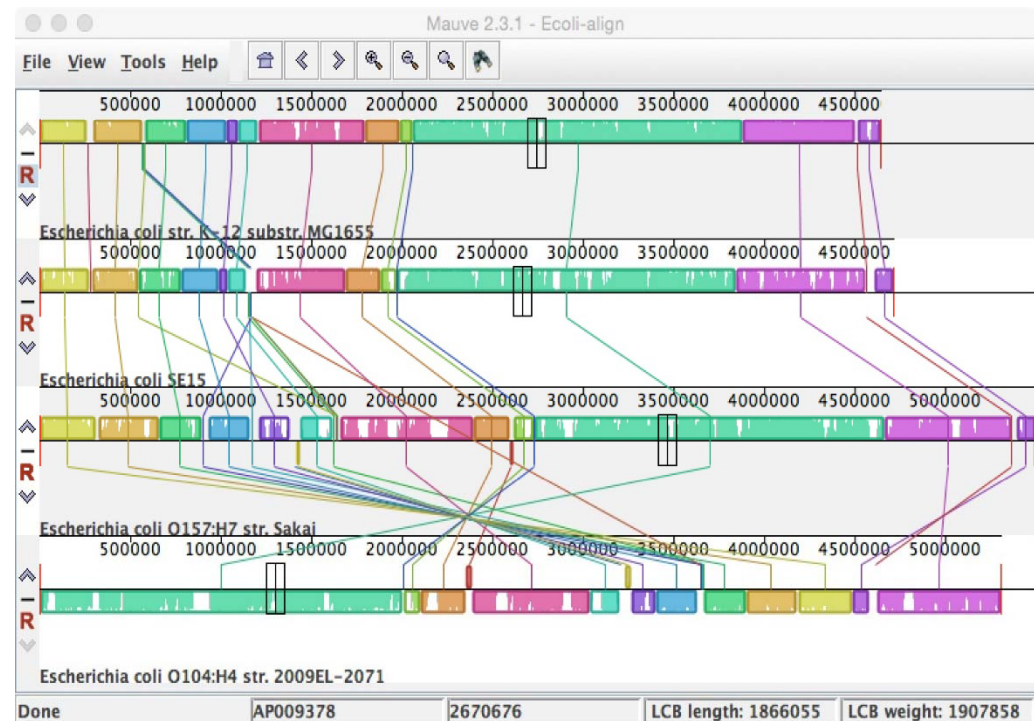 Mauve 2.3.1 - Ecoli-align
File View Tools Help
500000 1000000 1500000 2000000 2500000 3000000 3500000 4000000 4500000
R
Escherichia coli str. K-12 substr. MG1655
500000 1000000 1500000 2000000 2500000 3000000 3500000 4000000 4500000
R
Escherichia coli SE15
500000 1000000 1500000 2000000 2500000 3000000 3500000 4000000 4500000 5000000
R
Escherichia coli O157:H7 str. Sakai
500000 1000000 1500000 2000000 2500000 3000000 3500000 4000000 4500000 5000000
R
Escherichia coli O104:H4 str. 2009EL-2071
Done AP009378 2670676 LCB length: 1866055 LCB weight: 1907858